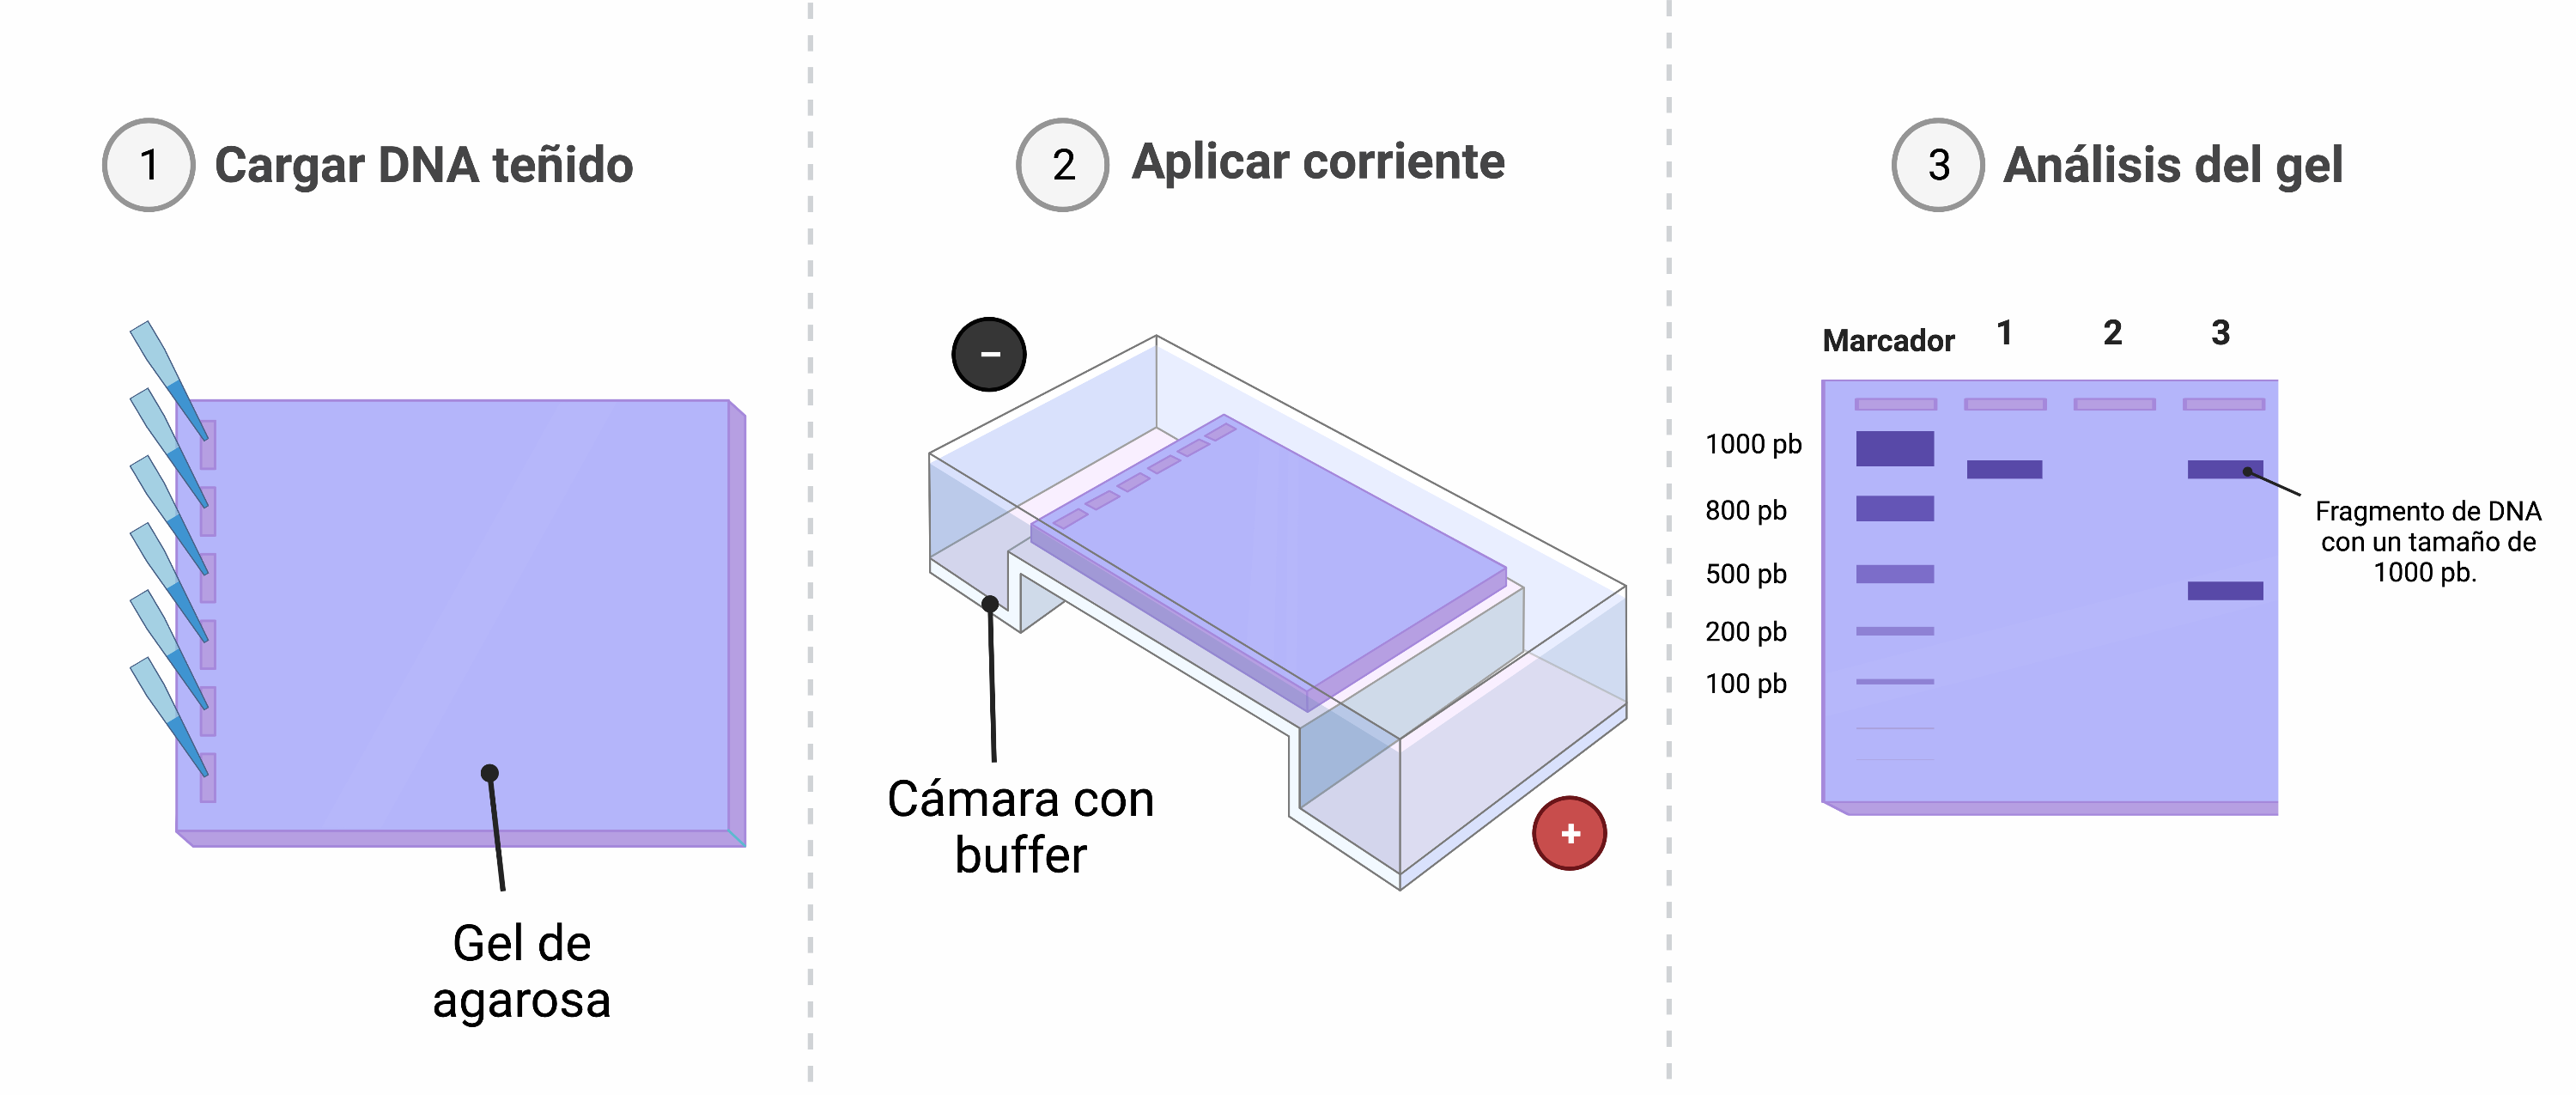 1 Cargar DNA teñido
Gel de
agarosa
2 Aplicar corriente
−
Cámara con
buffer
+
3 Análisis del gel
Marcador 1 2 3
1000 pb
800 pb
500 pb
200 pb
100 pb
Fragmento de DNA
con un tamaño de
1000 pb.